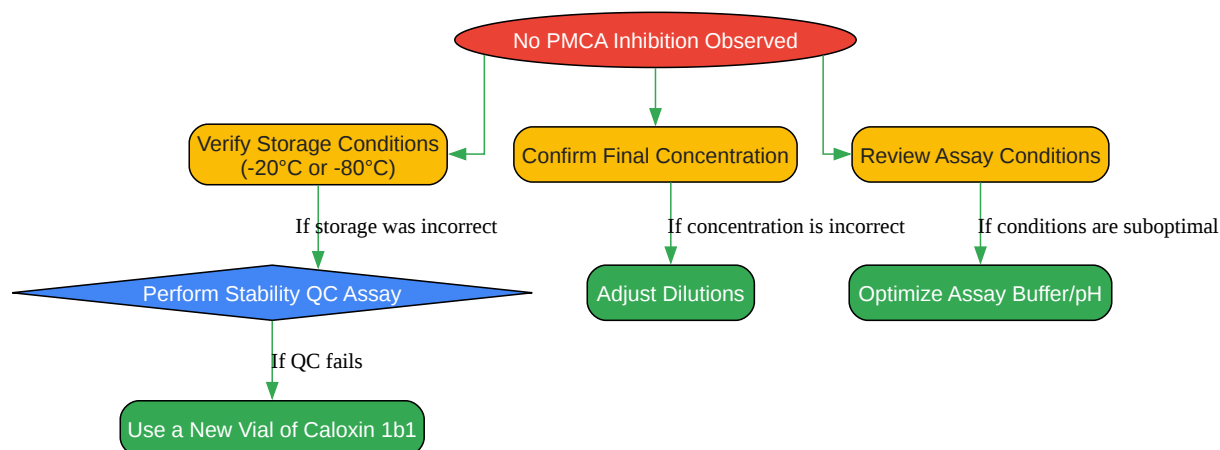 No PMCA Inhibition Observed
Verify Storage Conditions
(-20°C or -80°C)
Confirm Final Concentration
Review Assay Conditions
If storage was incorrect
If concentration is incorrect
If conditions are suboptimal
Perform Stability QC Assay
Adjust Dilutions
Optimize Assay Buffer/pH
If QC fails
Use a New Vial of Caloxin 1b1